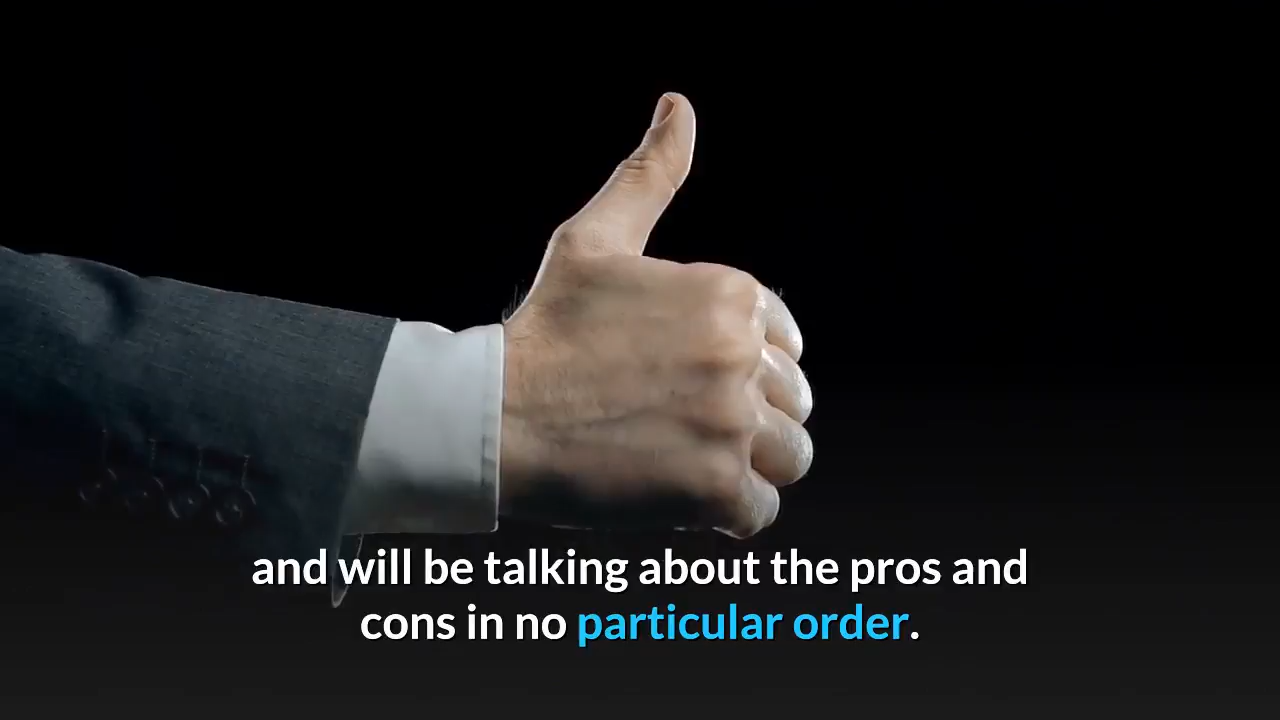 and will be talking about the pros and
cons in no particular order.